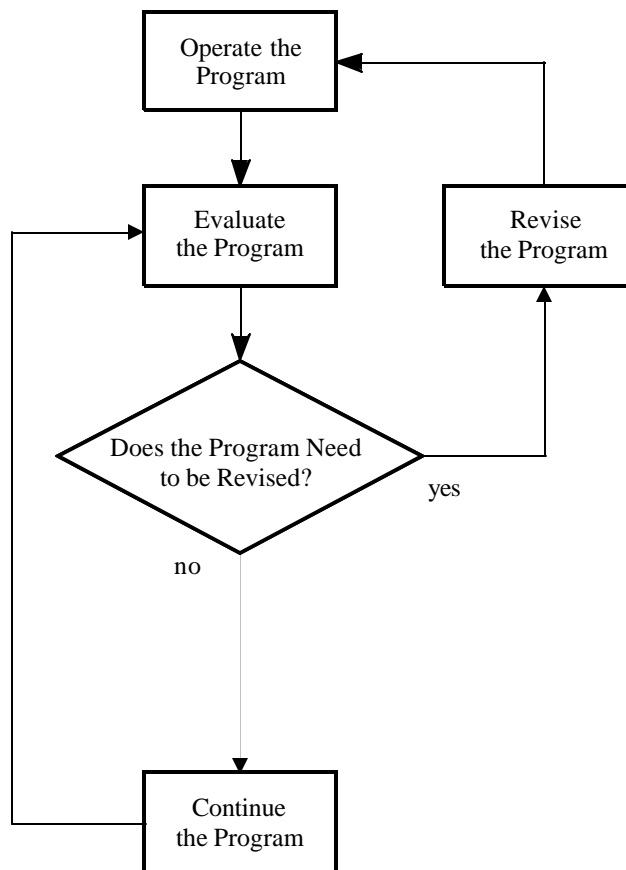 Operate the
Program
Evaluate
the Program
Revise
the Program
Does the Program Need
to be Revised?
yes
no
Continue
the Program